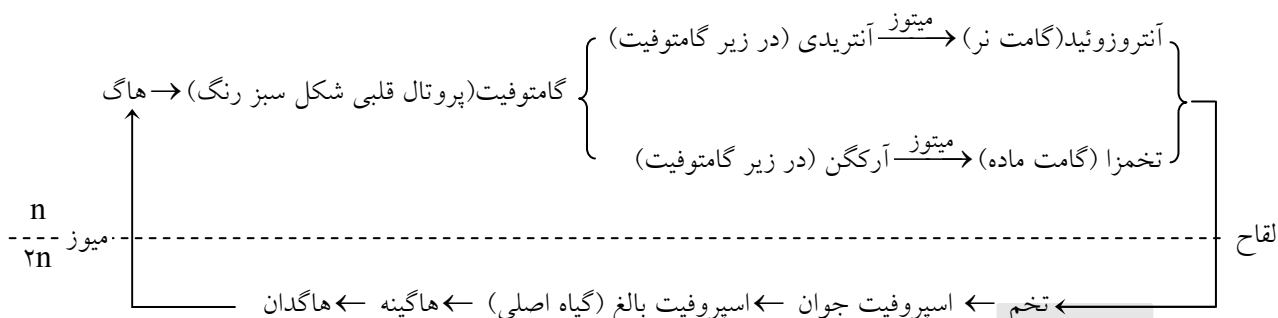 آنتروزوئید(گامت نر) ← میتوز آنتریدی (در زیر گامتوفیت)
هاگ → گامتوفیت(پروتال قلبی شکل سبز رنگ)
تخمزا (گامت ماده) ← میتوز آرکگن (در زیر گامتوفیت)
n
۲n
میوز
لقاح
تخم ← اسپروفیت جوان ← اسپروفیت بالغ (گیاه اصلی) ← هاگینه ← هاگدان